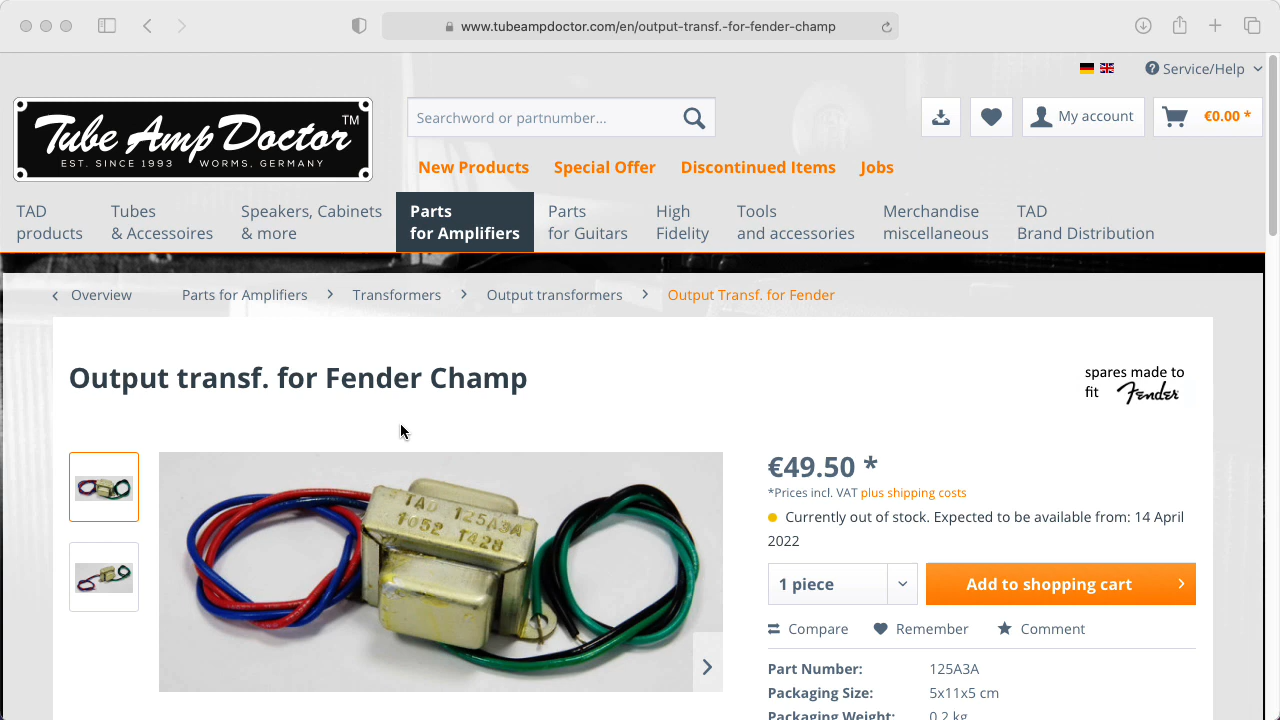 www.tubeampdoctor.com/en/output-transf.-for-fender-champ
Service/Help
Tube Amp Doctor™
EST. SINCE 1993 WORMS, GERMANY
Searchword or partnumber...
My account
€0.00 *
New Products Special Offer Discontinued Items Jobs
TAD
products
Tubes
& Accessoires
Speakers, Cabinets
& more
Parts
for Amplifiers
Parts
for Guitars
High
Fidelity
Tools
and accessories
Merchandise
miscellaneous
TAD
Brand Distribution
Overview Parts for Amplifiers Transformers Output transformers Output Transf. for Fender
Output transf. for Fender Champ
spares made to
fit Fender
TAD 125A3A
1052 T428
€49.50 *
*Prices incl. VAT plus shipping costs
Currently out of stock. Expected to be available from: 14 April
2022
1 piece
Add to shopping cart
Compare Remember Comment
Part Number: 125A3A
Packaging Size: 5x11x5 cm
Packaging Weight: 0.2 kg